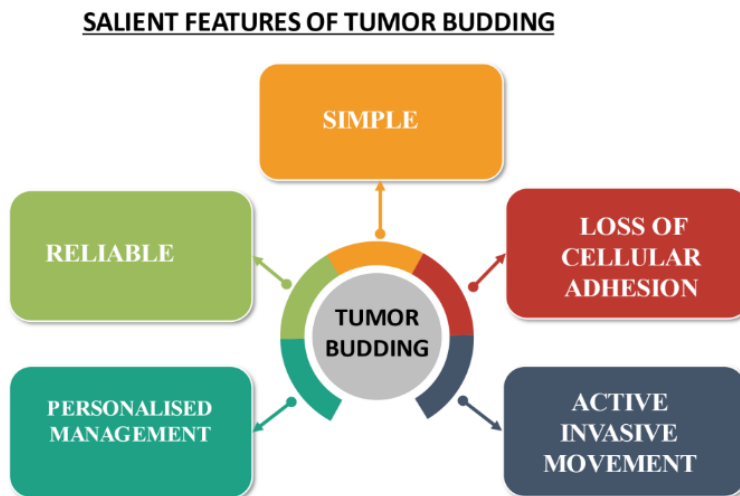 SALIENT FEATURES OF TUMOR BUDDING
SIMPLE
RELIABLE
LOSS OF
CELLULAR
ADHESION
TUMOR
BUDDING
PERSONALISED
MANAGEMENT
ACTIVE
INVASIVE
MOVEMENT